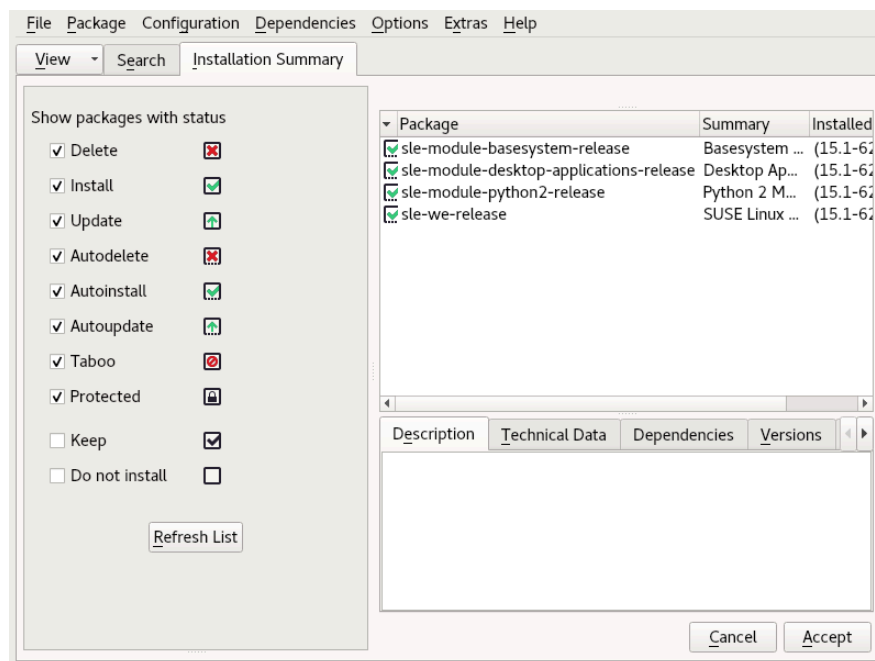 File Package Configuration Dependencies Options Extras Help
View Search Installation Summary
Show packages with status
Delete
Install
Update
Autodelete
Autoinstall
Autoupdate
Taboo
Protected
Keep
Do not install
Refresh List
Package Summary Installed
sle-module-basesystem-release Basesystem ... (15.1-62
sle-module-desktop-applications-release Desktop Ap... (15.1-62
sle-module-python2-release Python 2 M... (15.1-62
sle-we-release SUSE Linux ... (15.1-62
Description Technical Data Dependencies Versions
Cancel Accept